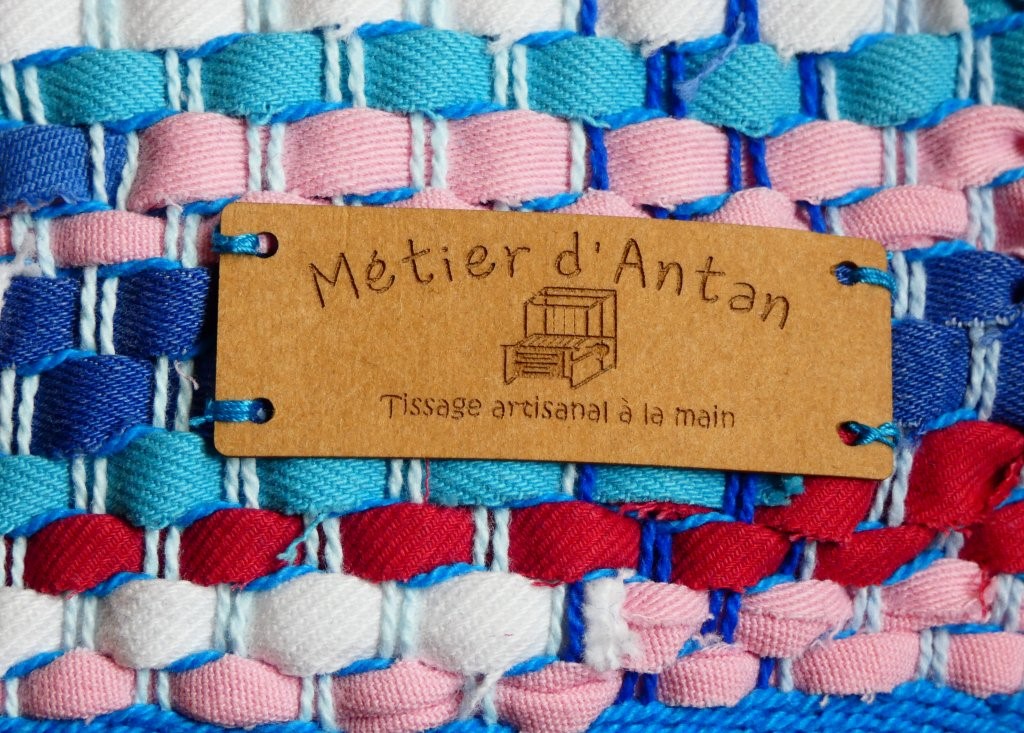 Métier d'Antan
Tissage artisanal à la main